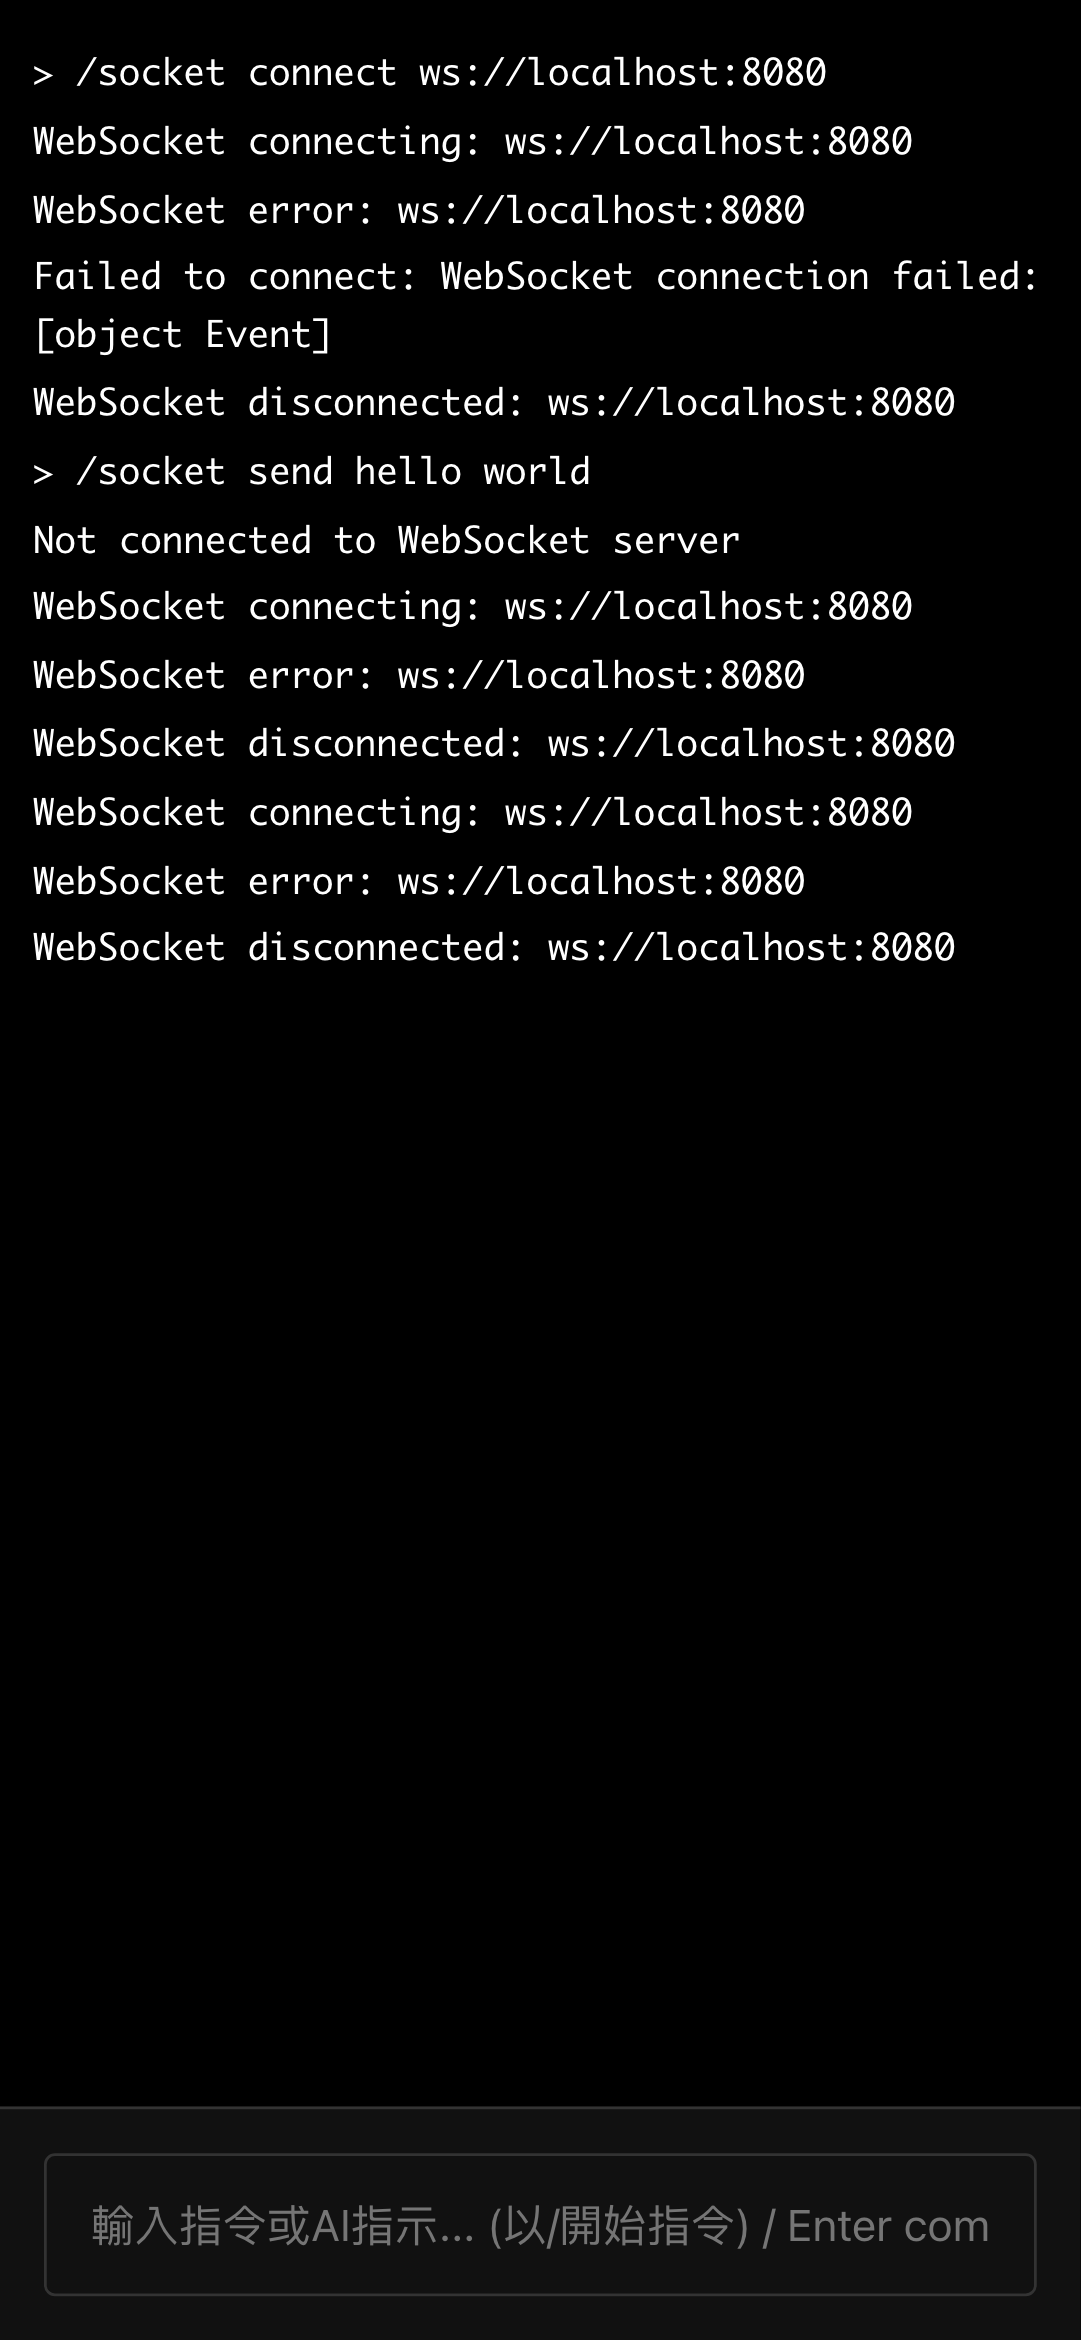 > /socket connect ws://localhost:8080
WebSocket connecting: ws://localhost:8080
WebSocket error: ws://localhost:8080
Failed to connect: WebSocket connection failed:
[object Event]
WebSocket disconnected: ws://localhost:8080
> /socket send hello world
Not connected to WebSocket server
WebSocket connecting: ws://localhost:8080
WebSocket error: ws://localhost:8080
WebSocket disconnected: ws://localhost:8080
WebSocket connecting: ws://localhost:8080
WebSocket error: ws://localhost:8080
WebSocket disconnected: ws://localhost:8080
輸入指令或AI指示... (以/開始指令) / Enter com